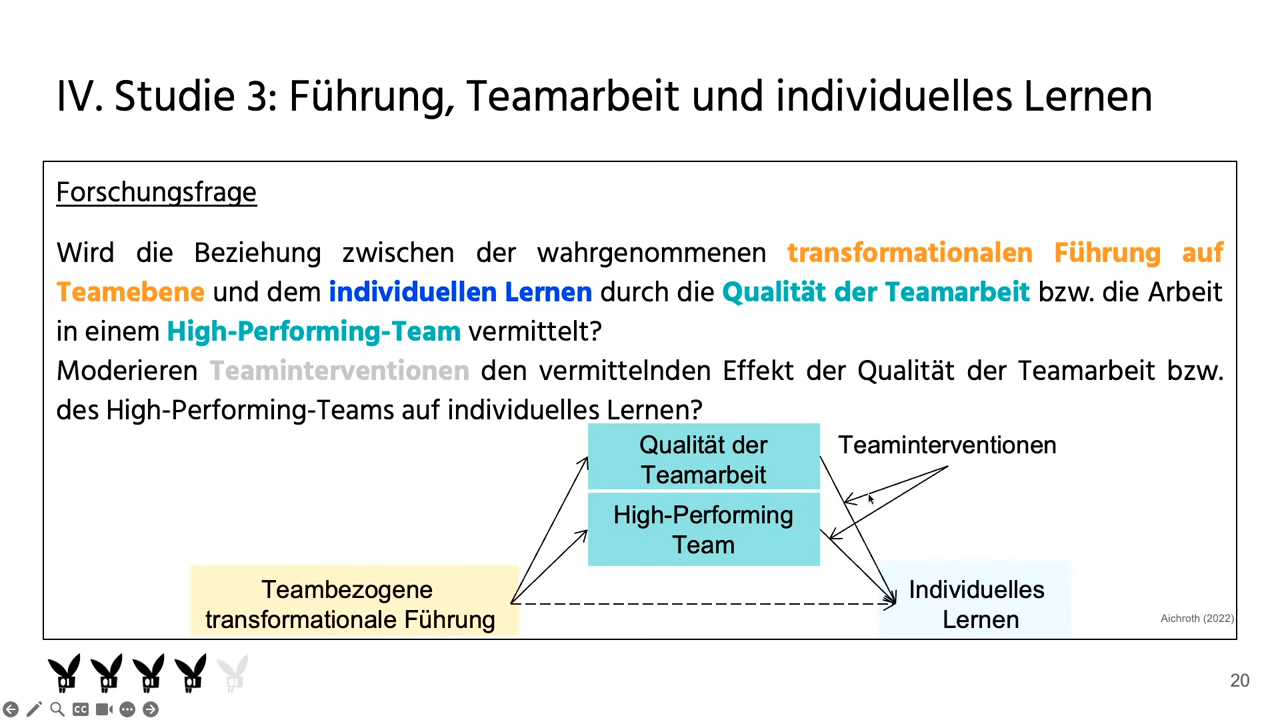 IV. Studie 3: Führung, Teamarbeit und individuelles Lernen
Forschungsfrage
Wird die Beziehung zwischen der wahrgenommenen transformationalen Führung auf
Teamebene und dem individuellen Lernen durch die Qualität der Teamarbeit bzw. die Arbeit
in einem High-Performing-Team vermittelt?
Moderieren Teaminterventionen den vermittelnden Effekt der Qualität der Teamarbeit bzw.
des High-Performing-Teams auf individuelles Lernen?
Qualität der
Teamarbeit
Teaminterventionen
High-Performing
Team
Teambezogene
transformationale Führung
Individuelles
Lernen
Aichroth (2022)
20
CC